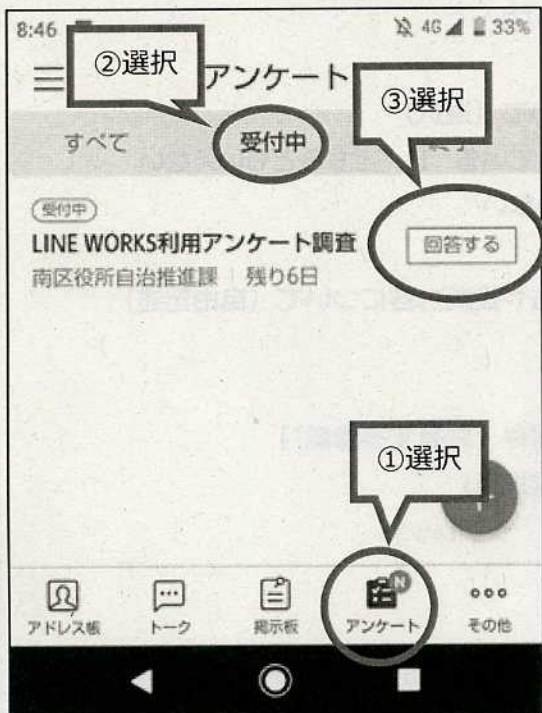 8:46
4G 33%
②選択
アンケート
③選択
すべて
受付中
受付中
LINE WORKS利用アンケート調査
回答する
南区役所自治推進課 残り6日
①選択
N
アドレス帳
トーク
掲示板
アンケート
その他